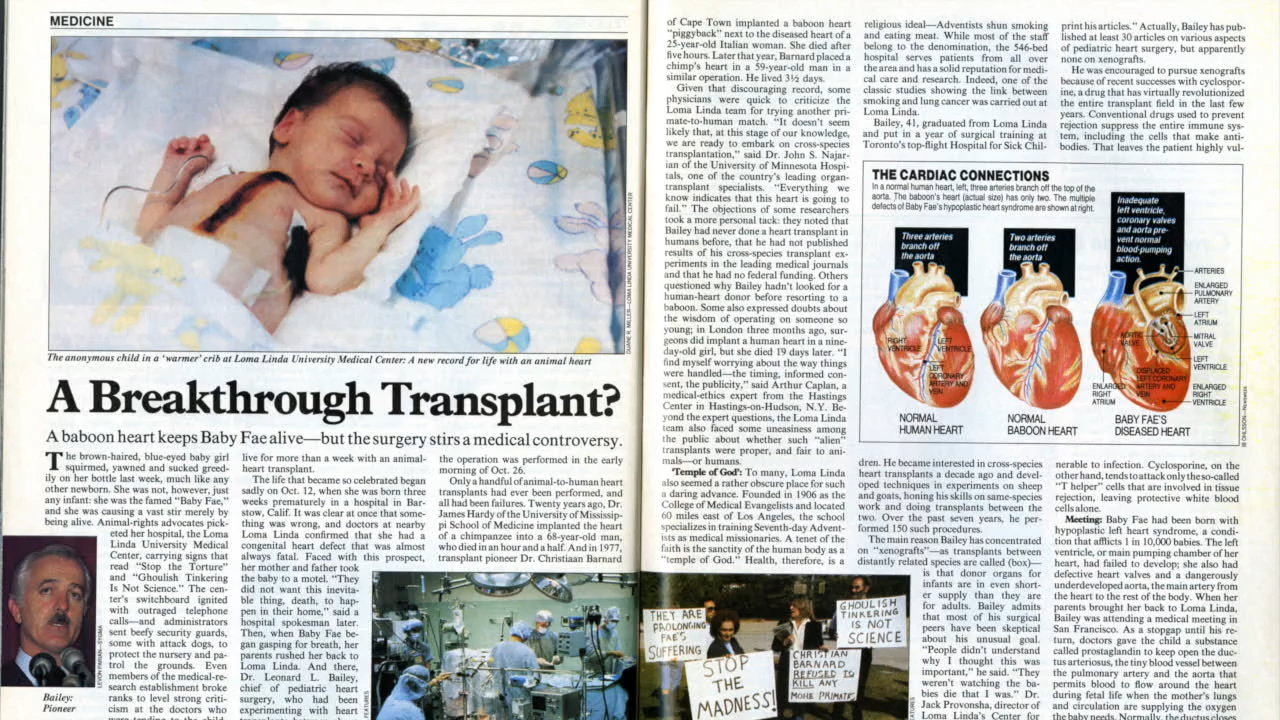 MEDICINE
DUANE R. MILLER—LOMA LINDA UNIVERSITY MEDICAL CENTER
The anonymous child in a 'warmer' crib at Loma Linda University Medical Center: A new record for life with an animal heart
A Breakthrough Transplant?
A baboon heart keeps Baby Fae alive—but the surgery stirs a medical controversy.
The brown-haired, blue-eyed baby girl
squirmed, yawned and sucked greed-
ily on her bottle last week, much like any
other newborn. She was not, however, just
any infant: she was the famed "Baby Fae,"
and she was causing a vast stir merely by
being alive. Animal-rights advocates pick-
eted her hospital, the Loma
Linda University Medical
Center, carrying signs that
read "Stop the Torture"
and "Ghoulish Tinkering
Is Not Science." The cen-
ter's switchboard ignited
with outraged telephone
calls—and administrators
sent beefy security guards,
some with attack dogs, to
protect the nursery and pa-
trol the grounds. Even
members of the medical-re-
search establishment broke
ranks to level strong criti-
cism at the doctors who
were tending to the child
Bailey:
Pioneer
live for more than a week with an animal-
heart transplant.
The life that became so celebrated began
sadly on Oct. 12, when she was born three
weeks prematurely in a hospital in Bar-
stow, Calif. It was clear at once that some-
thing was wrong, and doctors at nearby
Loma Linda confirmed that she had a
congenital heart defect that was almost
always fatal. Faced with this prospect,
her mother and father took
the baby to a motel. "They
did not want this inevita-
ble thing, death, to hap-
pen in their home," said a
hospital spokesman later.
Then, when Baby Fae be-
gan gasping for breath, her
parents rushed her back to
Loma Linda. And there,
Dr. Leonard L. Bailey,
chief of pediatric heart
surgery, who had been
experimenting with heart
the operation was performed in the early
morning of Oct. 26.
Only a handful of animal-to-human heart
transplants had ever been performed, and
all had been failures. Twenty years ago, Dr.
James Hardy of the University of Mississip-
pi School of Medicine implanted the heart
of a chimpanzee into a 68-year-old man,
who died in an hour and a half. And in 1977,
transplant pioneer Dr. Christiaan Barnard
of Cape Town implanted a baboon heart
"piggyback" next to the diseased heart of a
25-year-old Italian woman. She died after
five hours. Later that year, Barnard placed a
chimp's heart in a 59-year-old man in a
similar operation. He lived 3½ days.
Given that discouraging record, some
physicians were quick to criticize the
Loma Linda team for trying another pri-
mate-to-human match. "It doesn't seem
likely that, at this stage of our knowledge,
we are ready to embark on cross-species
transplantation," said Dr. John S. Najar-
ian of the University of Minnesota Hospi-
tals, one of the country's leading organ-
transplant specialists. "Everything we
know indicates that this heart is going to
fail." The objections of some researchers
took a more personal tack: they noted that
Bailey had never done a heart transplant in
humans before, that he had not published
results of his cross-species transplant ex-
periments in the leading medical journals
and that he had no federal funding. Others
questioned why Bailey hadn't looked for a
human-heart donor before resorting to a
baboon. Some also expressed doubts about
the wisdom of operating on someone so
young; in London three months ago, sur-
geons did implant a human heart in a nine-
day-old girl, but she died 19 days later. "I
find myself worrying about the way things
were handled—the timing, informed con-
sent, the publicity," said Arthur Caplan, a
medical-ethics expert from the Hastings
Center in Hastings-on-Hudson, N.Y. Be-
yond the expert questions, the Loma Linda
team also faced some uneasiness among
the public about whether such "alien"
transplants were proper, and fair to ani-
mals—or humans.
'Temple of God': To many, Loma Linda
also seemed a rather obscure place for such
a daring advance. Founded in 1906 as the
College of Medical Evangelists and located
60 miles east of Los Angeles, the school
specializes in training Seventh-day Advent-
ists as medical missionaries. A tenet of the
faith is the sanctity of the human body as a
"temple of God." Health, therefore, is a
THEY ARE
PROLONGING
FAE'S
SUFFERING
STOP
THE
MADNESS!
CHRISTIAN
BARNARD
REFUSED TO
KILL ANY
MORE PRIMATES
GHOULISH
TINKERING
IS NOT
SCIENCE
religious ideal—Adventists shun smoking
and eating meat. While most of the staff
belong to the denomination, the 546-bed
hospital serves patients from all over
the area and has a solid reputation for medi-
cal care and research. Indeed, one of the
classic studies showing the link between
smoking and lung cancer was carried out at
Loma Linda.
Bailey, 41, graduated from Loma Linda
and put in a year of surgical training at
Toronto's top-flight Hospital for Sick Chil-
print his articles." Actually, Bailey has pub-
lished at least 30 articles on various aspects
of pediatric heart surgery, but apparently
none on xenografts.
He was encouraged to pursue xenografts
because of recent successes with cyclospor-
ine, a drug that has virtually revolutionized
the entire transplant field in the last few
years. Conventional drugs used to prevent
rejection suppress the entire immune sys-
tem, including the cells that make anti-
bodies. That leaves the patient highly vul-
THE CARDIAC CONNECTIONS
In a normal human heart, left, three arteries branch off the top of the
aorta. The baboon's heart (actual size) has only two. The multiple
defects of Baby Fae's hypoplastic heart syndrome are shown at right.
Three arteries
branch off
the aorta
RIGHT
VENTRICLE
LEFT
VENTRICLE
LEFT
CORONARY
ARTERY AND
VEIN
NORMAL
HUMAN HEART
Two arteries
branch off
the aorta
NORMAL
BABOON HEART
Inadequate
left ventricle,
coronary valves
and aorta pre-
vent normal
blood-pumping
action.
ARTERIES
ENLARGED
PULMONARY
ARTERY
LEFT
ATRIUM
AORTIC
VALVE
MITRAL
VALVE
LEFT
VENTRICLE
DISPLACED
LEFT CORONARY
ARTERY AND
VEIN
ENLARGED
RIGHT
ATRIUM
ENLARGED
RIGHT
VENTRICLE
BABY FAE'S
DISEASED HEART
dren. He became interested in cross-species
heart transplants a decade ago and devel-
oped techniques in experiments on sheep
and goats, honing his skills on same-species
work and doing transplants between the
two. Over the past seven years, he per-
formed 150 such procedures.
The main reason Bailey has concentrated
on "xenografts"—as transplants between
distantly related species are called (box)—
is that donor organs for
infants are in even short-
er supply than they are
for adults. Bailey admits
that most of his surgical
peers have been skeptical
about his unusual goal.
"People didn't understand
why I thought this was
important," he said. "They
weren't watching the ba-
bies die that I was." Dr.
Jack Provonsha, director of
Loma Linda's Center for
nerable to infection. Cyclosporine, on the
other hand, tends to attack only the so-called
"T helper" cells that are involved in tissue
rejection, leaving protective white blood
cells alone.
Meeting: Baby Fae had been born with
hypoplastic left heart syndrome, a condi-
tion that afflicts 1 in 10,000 babies. The left
ventricle, or main pumping chamber of her
heart, had failed to develop; she also had
defective heart valves and a dangerously
underdeveloped aorta, the main artery from
the heart to the rest of the body. When her
parents brought her back to Loma Linda,
Bailey was attending a medical meeting in
San Francisco. As a stopgap until his re-
turn, doctors gave the child a substance
called prostaglandin to keep open the duc-
tus arteriosus, the tiny blood vessel between
the pulmonary artery and the aorta that
permits blood to flow around the heart
during fetal life when the mother's lungs
and circulation are supplying the oxygen
the baby needs. Normally, the ductus closes